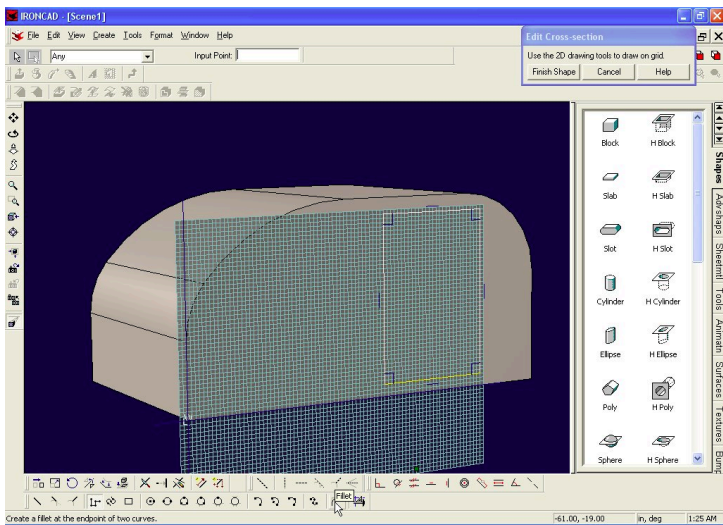 IRONCAD - [Scene1]
File Edit View Create Tools Format Window Help
Any
Input Point:
Edit Cross-section
Use the 2D drawing tools to draw on grid.
Finish Shape Cancel Help
Block H Block
Slab H Slab
Slot H Slot
Cylinder H Cylinder
Ellipse H Ellipse
Poly H Poly
Sphere H Sphere
Shapes
Advshaps
Sheetmtl
Tools
Animatn
Surfaces
Textures
Bump
Fillet
Create a fillet at the endpoint of two curves.
-61.00, -19.00 in, deg 1:25 AM